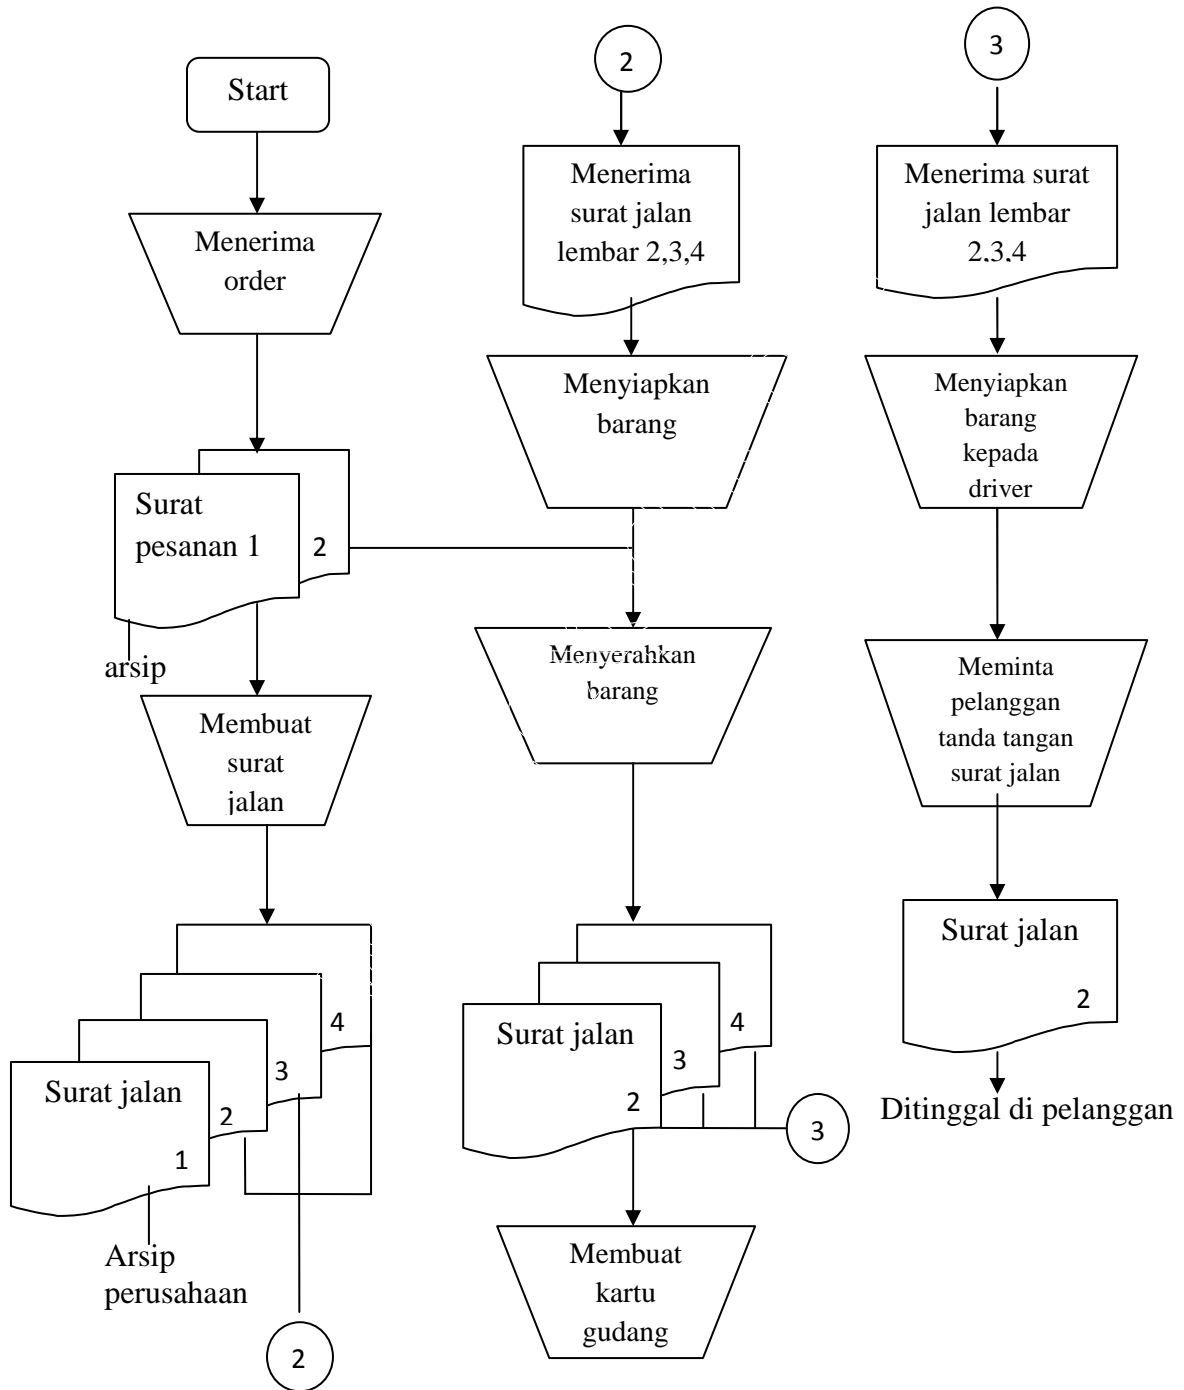 Start
Menerima
order
Surat
pesanan 1
2
arsip
Membuat
surat
jalan
4
3
2
Surat jalan
1
Arsip
perusahaan
2
2
Menerima
surat jalan
lembar 2,3,4
Menyiapkan
barang
Menyerahkan
barang
4
3
Surat jalan
2
3
Membuat
kartu
gudang
3
Menerima surat
jalan lembar
2,3,4
Menyiapkan
barang
kepada
driver
Meminta
pelanggan
tanda tangan
surat jalan
Surat jalan
2
Ditinggal di pelanggan